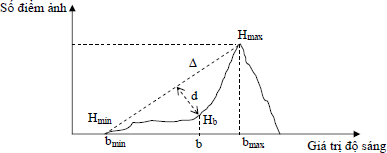 Số điểm ảnh
Hmax
Δ
d
Hmin
Hb
bmin
b
bmax
Giá trị độ sáng